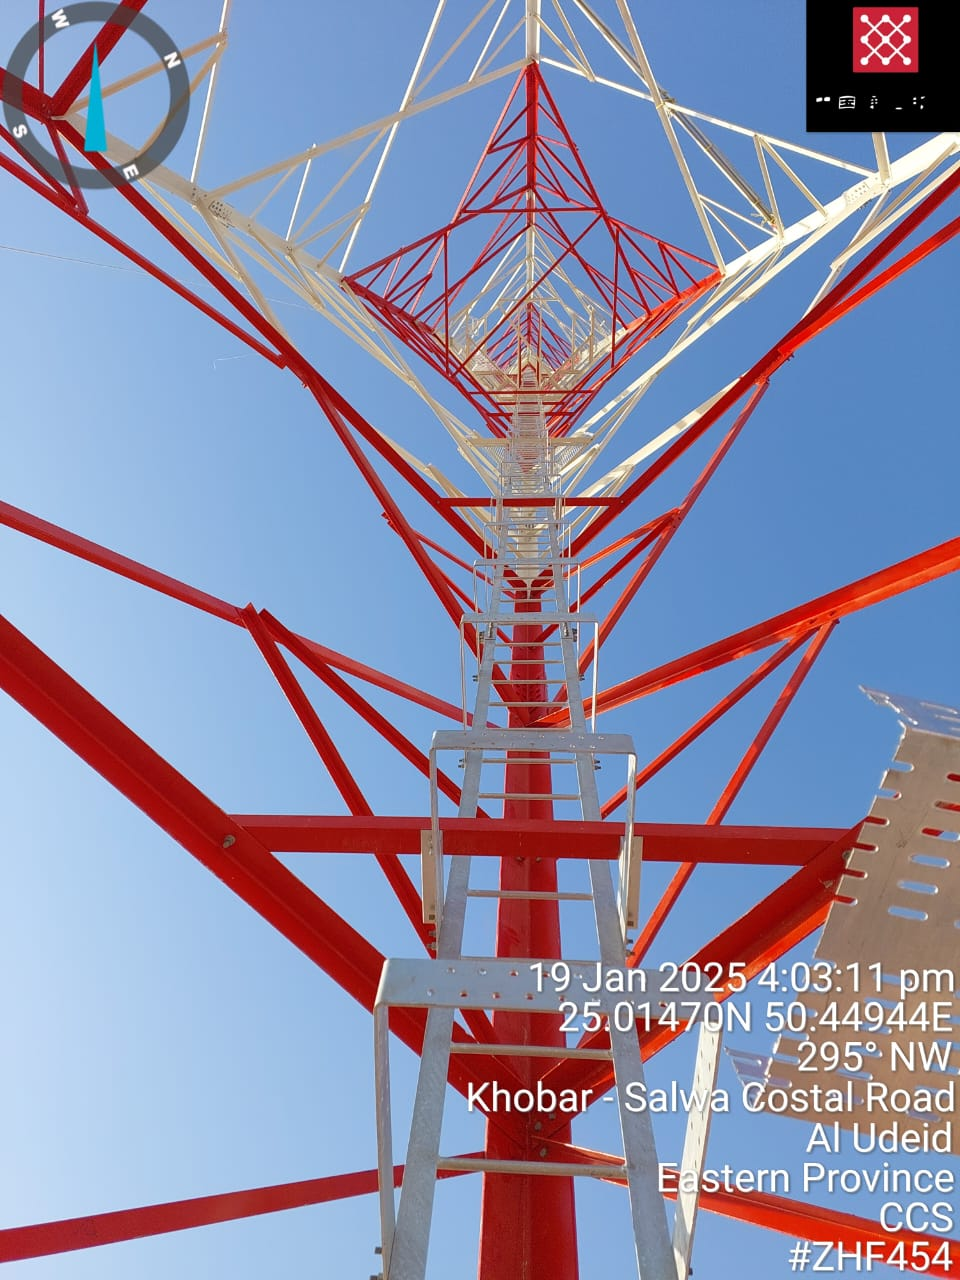 W
N
S
E
19 Jan 2025 4:03:11 pm
25.01470N 50.44944E
295° NW
Khobar - Salwa Costal Road
Al Udeid
Eastern Province
CCS
#ZHF454